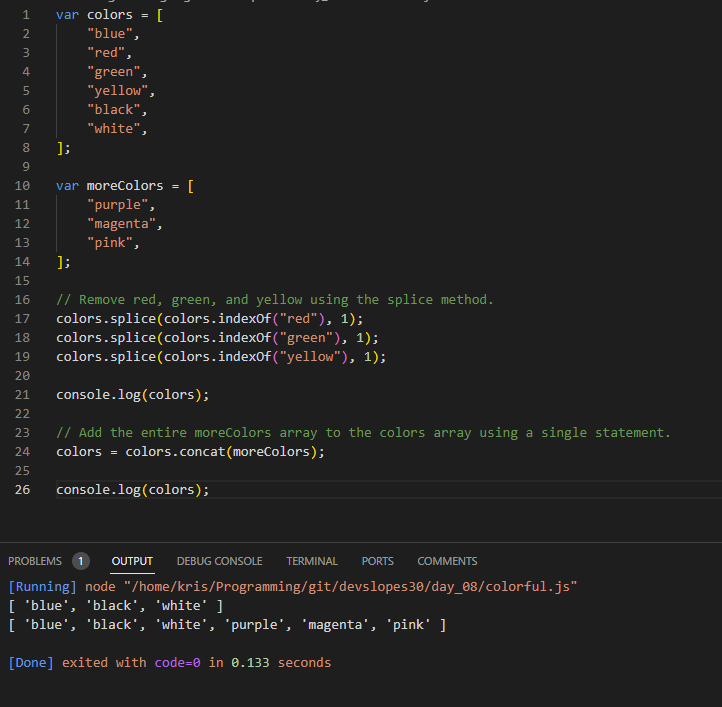 1 var colors = [
2 "blue",
3 "red",
4 "green",
5 "yellow",
6 "black",
7 "white",
8 ];
9
10 var moreColors = [
11 "purple",
12 "magenta",
13 "pink",
14 ];
15
16 // Remove red, green, and yellow using the splice method.
17 colors.splice(colors.indexOf("red"), 1);
18 colors.splice(colors.indexOf("green"), 1);
19 colors.splice(colors.indexOf("yellow"), 1);
20
21 console.log(colors);
22
23 // Add the entire moreColors array to the colors array using a single statement.
24 colors = colors.concat(moreColors);
25
26 console.log(colors);
PROBLEMS 1 OUTPUT DEBUG CONSOLE TERMINAL PORTS COMMENTS
[Running] node "/home/kris/Programming/git/devslopes30/day_08/colorful.js"
[ 'blue', 'black', 'white' ]
[ 'blue', 'black', 'white', 'purple', 'magenta', 'pink' ]
[Done] exited with code=0 in 0.133 seconds